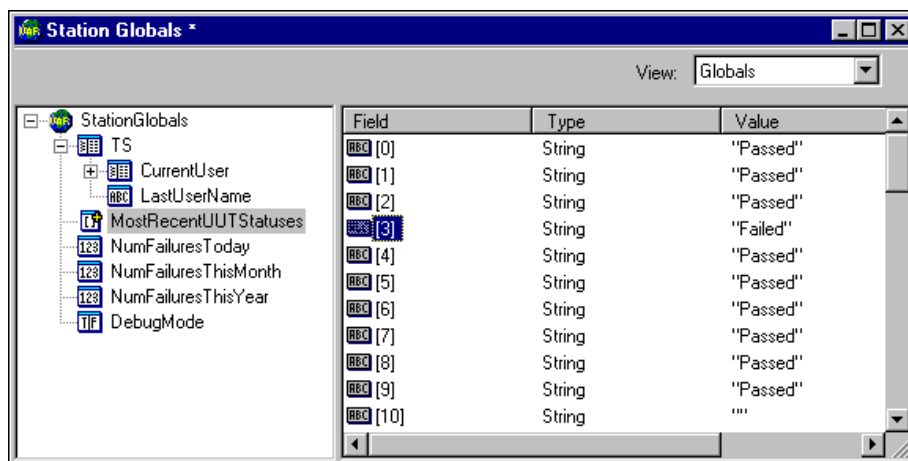 Station Globals *
View: Globals
StationGlobals
TS
CurrentUser
LastUserName
MostRecentUUTStatuses
NumFailuresToday
NumFailuresThisMonth
NumFailuresThisYear
DebugMode
Field Type Value
[0] String "Passed"
[1] String "Passed"
[2] String "Passed"
[3] String "Failed"
[4] String "Passed"
[5] String "Passed"
[6] String "Passed"
[7] String "Passed"
[8] String "Passed"
[9] String "Passed"
[10] String ""